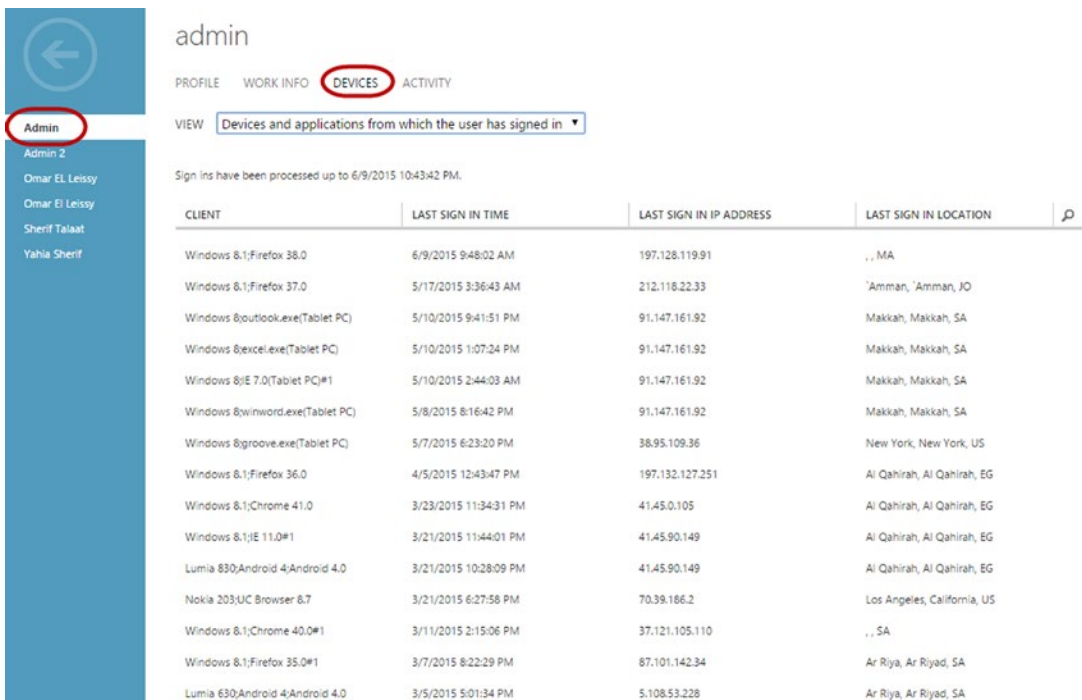 admin
PROFILE WORK INFO DEVICES ACTIVITY
VIEW Devices and applications from which the user has signed in
Admin
Admin 2
Omar EL Leissy
Omar El Leissy
Sherif Talaat
Yahia Sherif
Sign ins have been processed up to 6/9/2015 10:43:42 PM.
CLIENT LAST SIGN IN TIME LAST SIGN IN IP ADDRESS LAST SIGN IN LOCATION
Windows 8.1;Firefox 38.0 6/9/2015 9:48:02 AM 197.128.119.91 , , MA
Windows 8.1;Firefox 37.0 5/17/2015 3:36:43 AM 212.118.22.33 `Amman, `Amman, JO
Windows 8;outlook.exe(Tablet PC) 5/10/2015 9:41:51 PM 91.147.161.92 Makkah, Makkah, SA
Windows 8;excel.exe(Tablet PC) 5/10/2015 1:07:24 PM 91.147.161.92 Makkah, Makkah, SA
Windows 8;IE 7.0(Tablet PC)#1 5/10/2015 2:44:03 AM 91.147.161.92 Makkah, Makkah, SA
Windows 8;winword.exe(Tablet PC) 5/8/2015 8:16:42 PM 91.147.161.92 Makkah, Makkah, SA
Windows 8;groove.exe(Tablet PC) 5/7/2015 6:23:20 PM 38.95.109.36 New York, New York, US
Windows 8.1;Firefox 36.0 4/5/2015 12:43:47 PM 197.132.127.251 Al Qahirah, Al Qahirah, EG
Windows 8.1;Chrome 41.0 3/23/2015 11:34:31 PM 41.45.0.105 Al Qahirah, Al Qahirah, EG
Windows 8.1;IE 11.0#1 3/21/2015 11:44:01 PM 41.45.90.149 Al Qahirah, Al Qahirah, EG
Lumia 830;Android 4;Android 4.0 3/21/2015 10:28:09 PM 41.45.90.149 Al Qahirah, Al Qahirah, EG
Nokia 203;UC Browser 8.7 3/21/2015 6:27:58 PM 70.39.186.2 Los Angeles, California, US
Windows 8.1;Chrome 40.0#1 3/11/2015 2:15:06 PM 37.121.105.110 , , SA
Windows 8.1;Firefox 35.0#1 3/7/2015 8:22:29 PM 87.101.142.34 Ar Riya, Ar Riyad, SA
Lumia 630;Android 4;Android 4.0 3/5/2015 5:01:34 PM 5.108.53.228 Ar Riya, Ar Riyad, SA